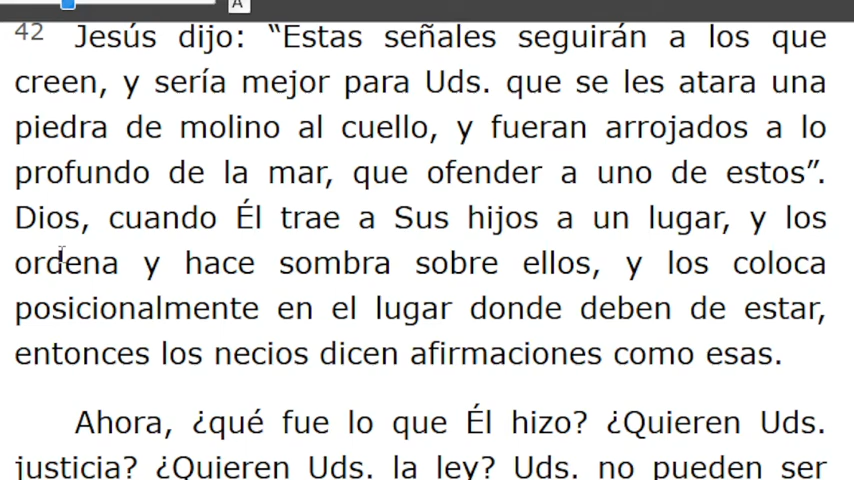 A
42 Jesús dijo: “Estas señales seguirán a los que
creen, y sería mejor para Uds. que se les atara una
piedra de molino al cuello, y fueran arrojados a lo
profundo de la mar, que ofender a uno de estos”.
Dios, cuando Él trae a Sus hijos a un lugar, y los
ordena y hace sombra sobre ellos, y los coloca
posicionalmente en el lugar donde deben de estar,
entonces los necios dicen afirmaciones como esas.
Ahora, ¿qué fue lo que Él hizo? ¿Quieren Uds.
justicia? ¿Quieren Uds. la ley? Uds. no pueden ser